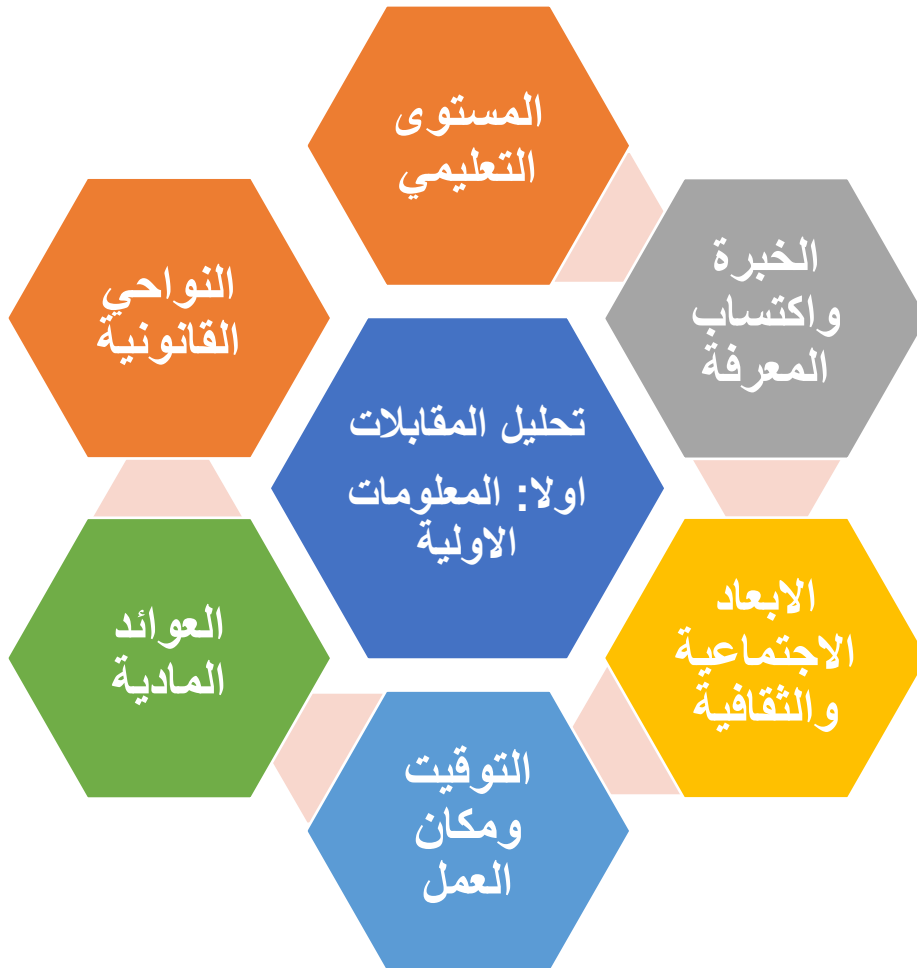 المستوى
التعليمي
الخبرة
واكتساب
المعرفة
الابعاد
الاجتماعية
والثقافية
التوقيت
ومكان
العمل
العوائد
المادية
النواحي
القانونية
تحليل المقابلات
اولا: المعلومات
الاولية